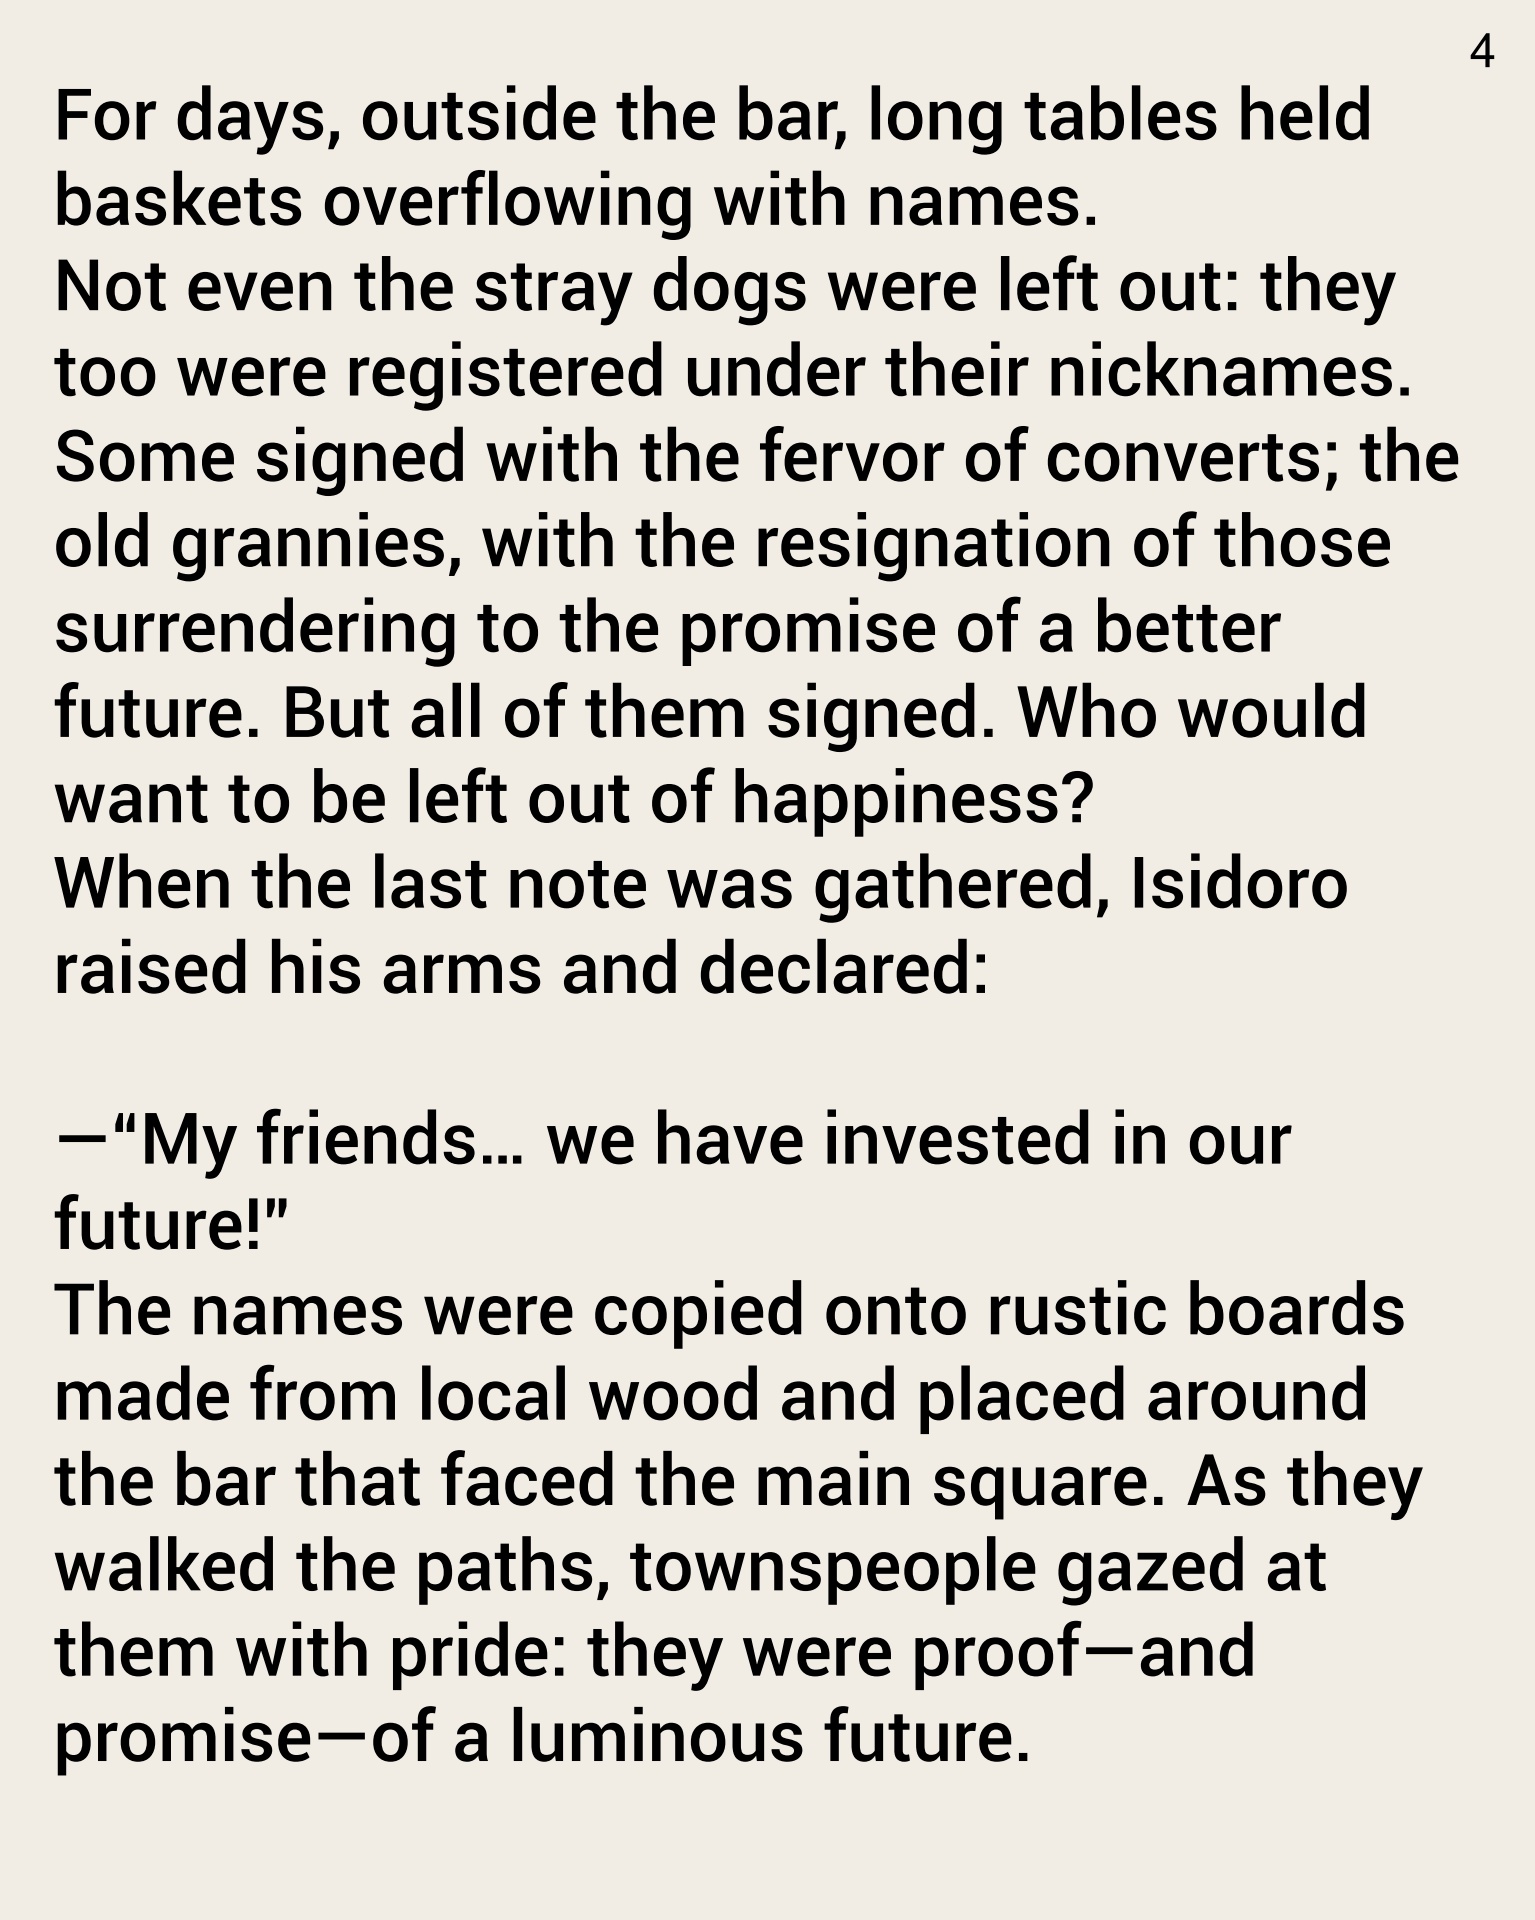 4
For days, outside the bar, long tables held
baskets overflowing with names.
Not even the stray dogs were left out: they
too were registered under their nicknames.
Some signed with the fervor of converts; the
old grannies, with the resignation of those
surrendering to the promise of a better
future. But all of them signed. Who would
want to be left out of happiness?
When the last note was gathered, Isidoro
raised his arms and declared:
—“My friends… we have invested in our
future!”
The names were copied onto rustic boards
made from local wood and placed around
the bar that faced the main square. As they
walked the paths, townspeople gazed at
them with pride: they were proof—and
promise—of a luminous future.